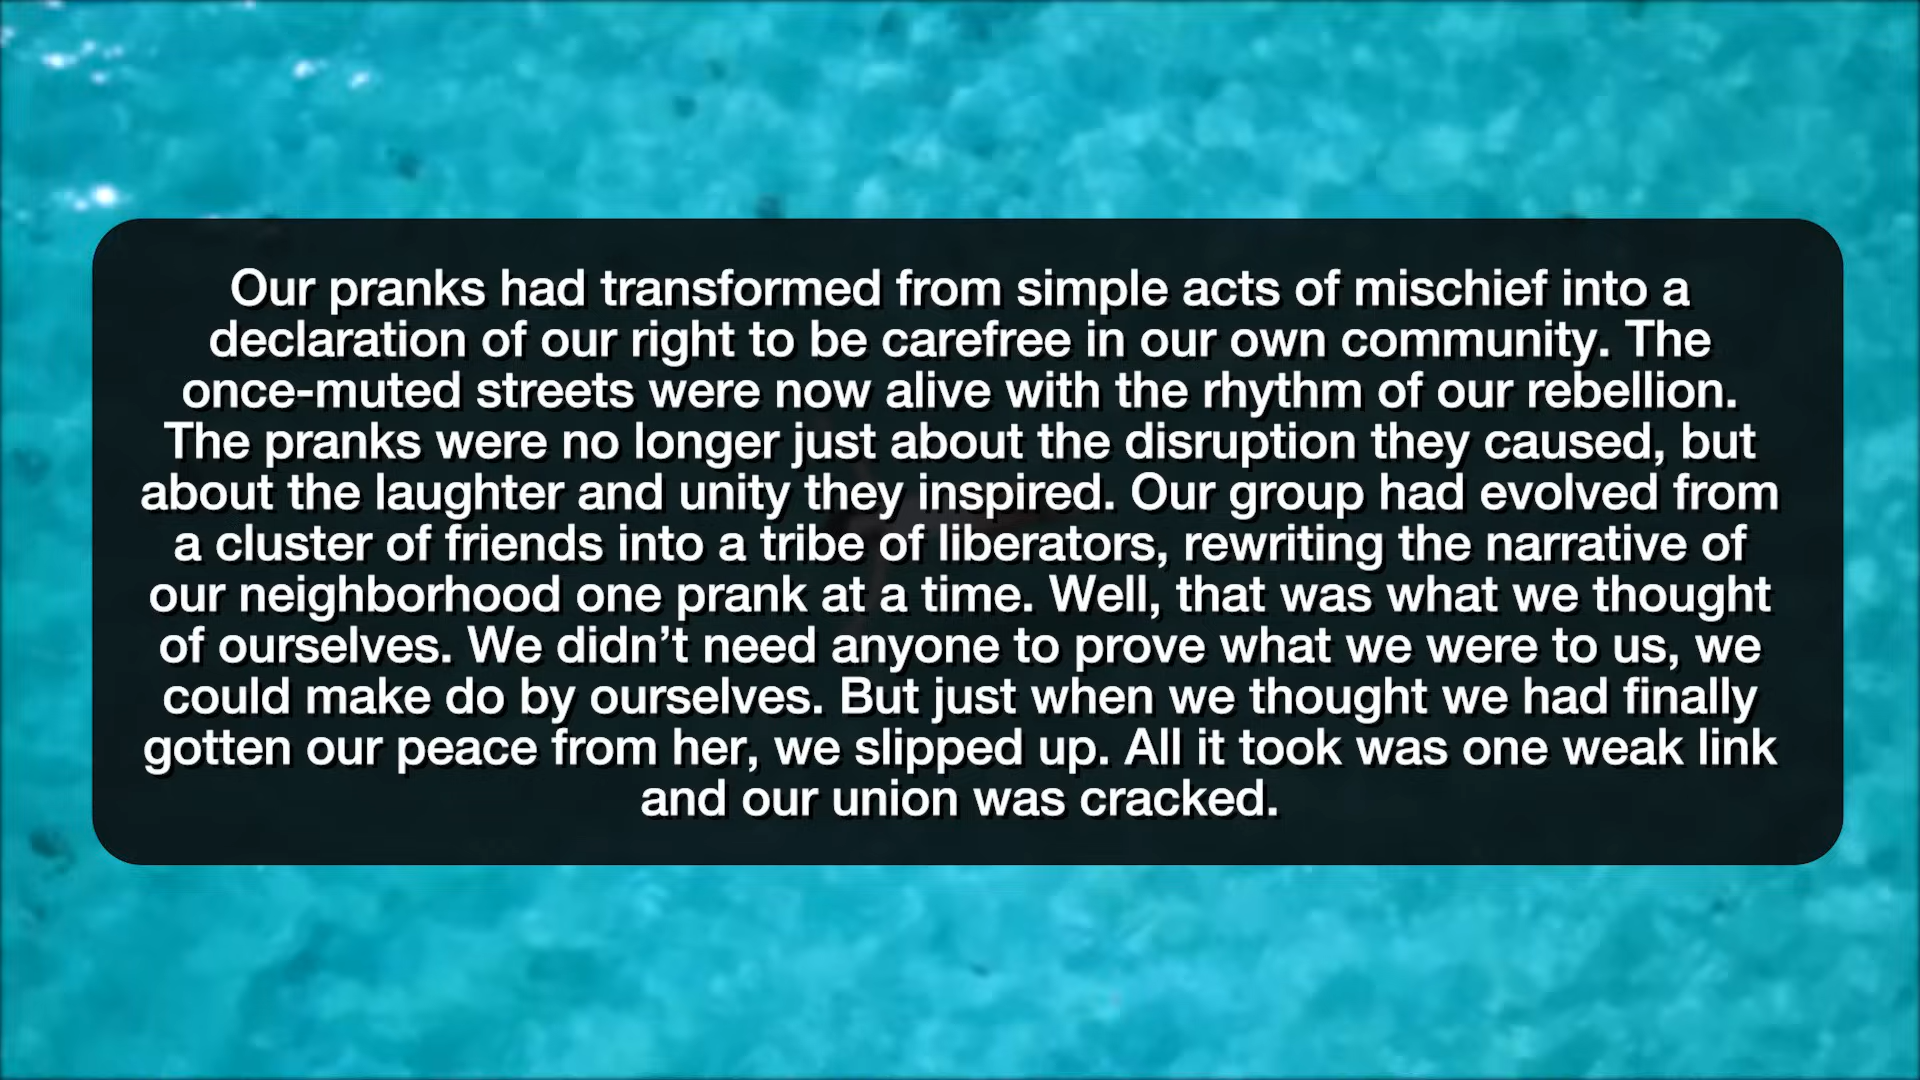 Our pranks had transformed from simple acts of mischief into a
declaration of our right to be carefree in our own community. The
once-muted streets were now alive with the rhythm of our rebellion.
The pranks were no longer just about the disruption they caused, but
about the laughter and unity they inspired. Our group had evolved from
a cluster of friends into a tribe of liberators, rewriting the narrative of
our neighborhood one prank at a time. Well, that was what we thought
of ourselves. We didn’t need anyone to prove what we were to us, we
could make do by ourselves. But just when we thought we had finally
gotten our peace from her, we slipped up. All it took was one weak link
and our union was cracked.